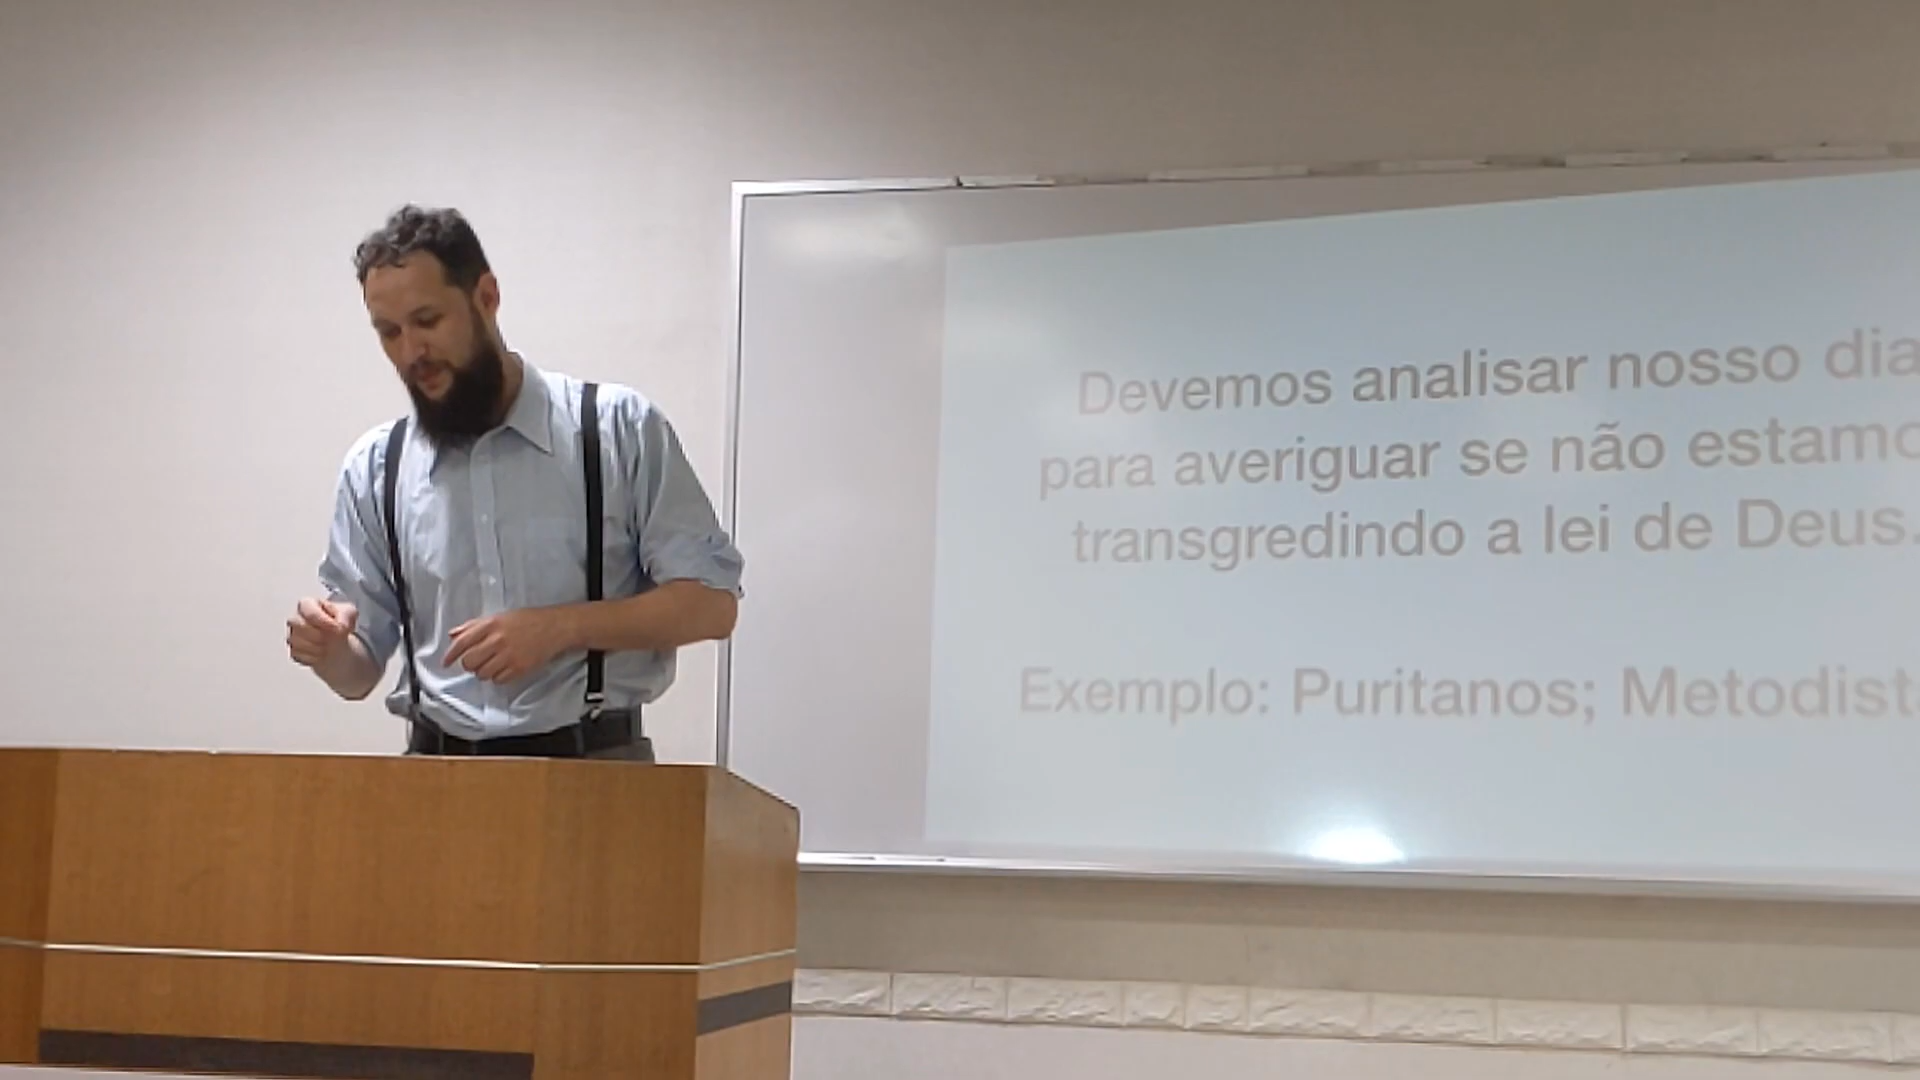 Devemos analisar nosso dia
para averiguar se não estamo
transgredindo a lei de Deus.
Exemplo: Puritanos; Metodist